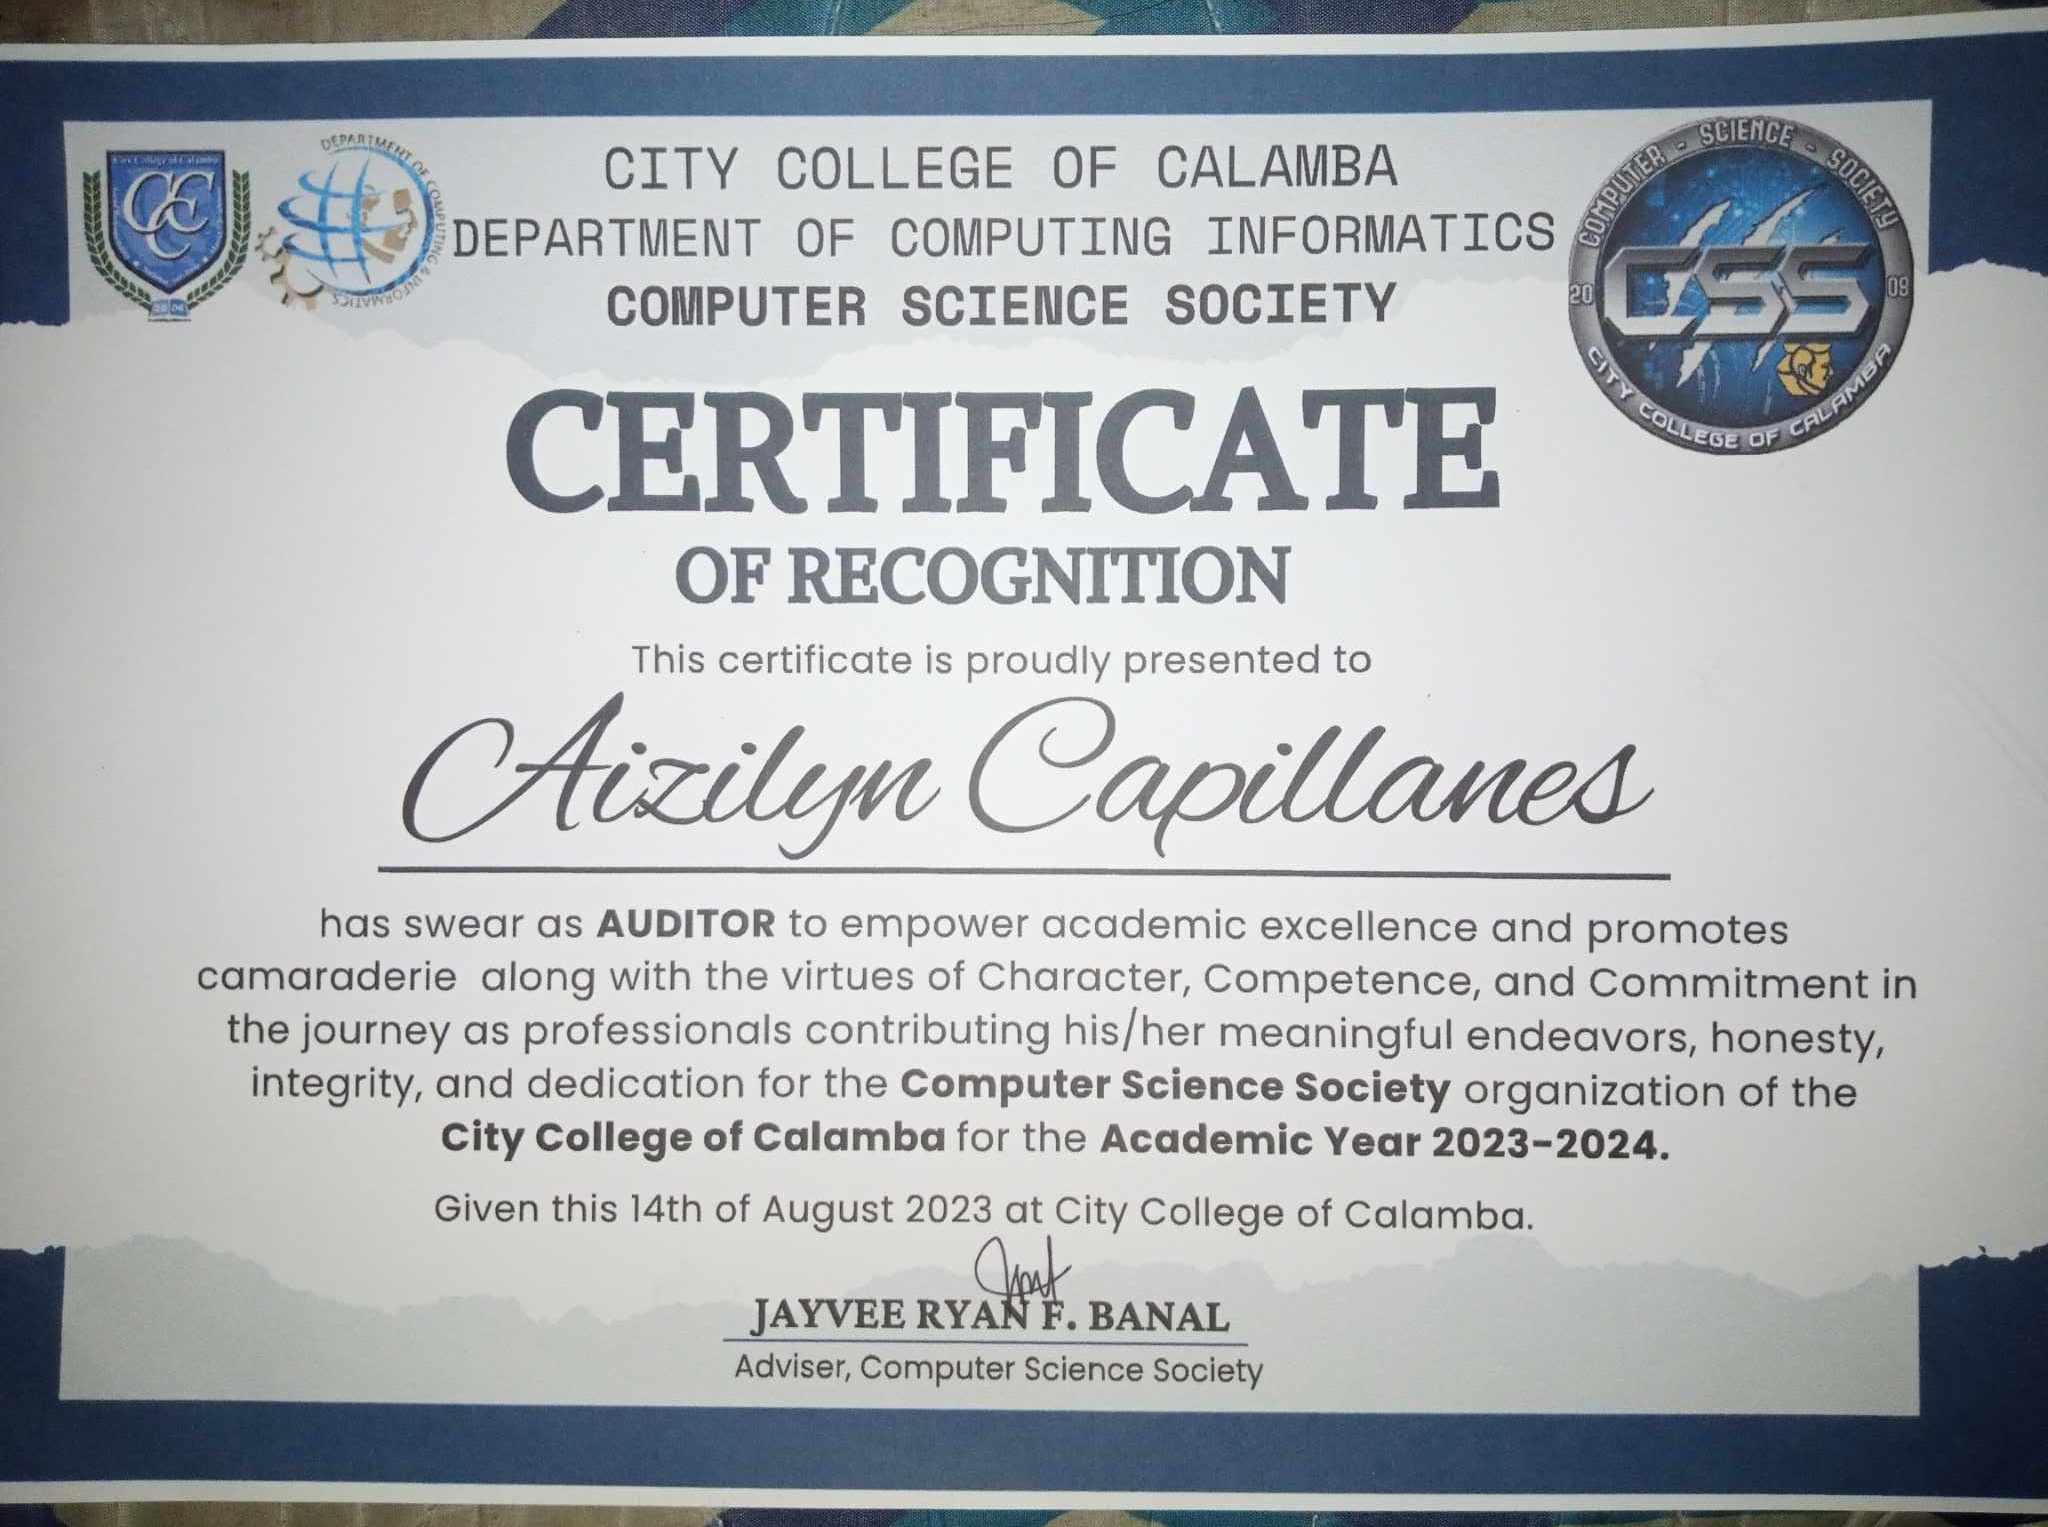 City College of Calamba
CCC
2006
DEPARTMENT OF COMPUTING & INFORMATICS
CITY COLLEGE OF CALAMBA
DEPARTMENT OF COMPUTING INFORMATICS
COMPUTER SCIENCE SOCIETY
COMPUTER - SCIENCE - SOCIETY
20 CSS 08
CITY COLLEGE OF CALAMBA
CERTIFICATE
OF RECOGNITION
This certificate is proudly presented to
Aizilyn Capillanes
has swear as AUDITOR to empower academic excellence and promotes
camaraderie along with the virtues of Character, Competence, and Commitment in
the journey as professionals contributing his/her meaningful endeavors, honesty,
integrity, and dedication for the Computer Science Society organization of the
City College of Calamba for the Academic Year 2023-2024.
Given this 14th of August 2023 at City College of Calamba.
JAYVEE RYAN F. BANAL
Adviser, Computer Science Society